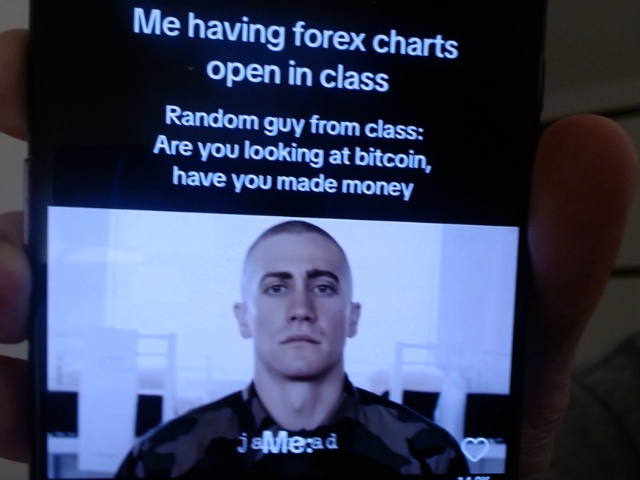 Me having forex charts
open in class
Random guy from class:
Are you looking at bitcoin,
have you made money
Me: